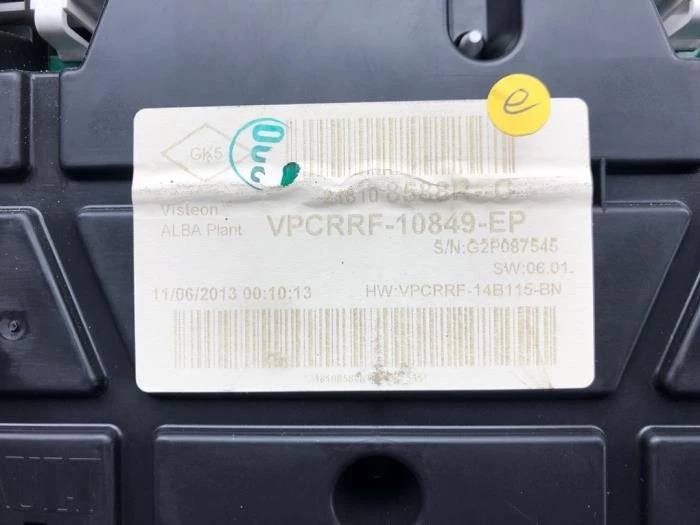 e
GK5
24810
Visteon
VPCRRF-10849-EP
ALBA Plant
S/N:G2P087545
SW:06.01.
11/06/2013 00:10:13
HW:VPCRRF-14B115-BN